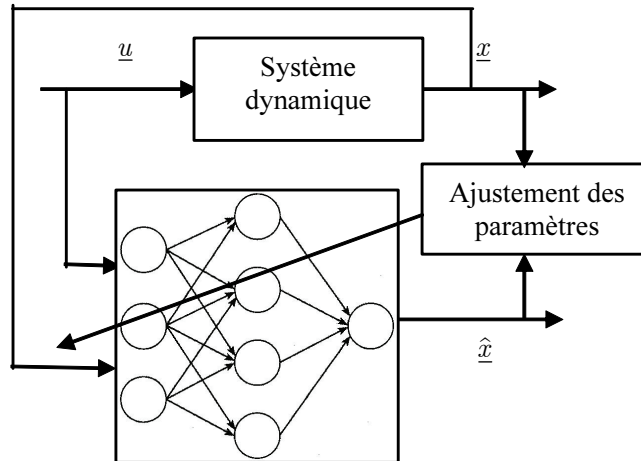 u
Système
dynamique
x
Ajustement des
paramètres
x̂